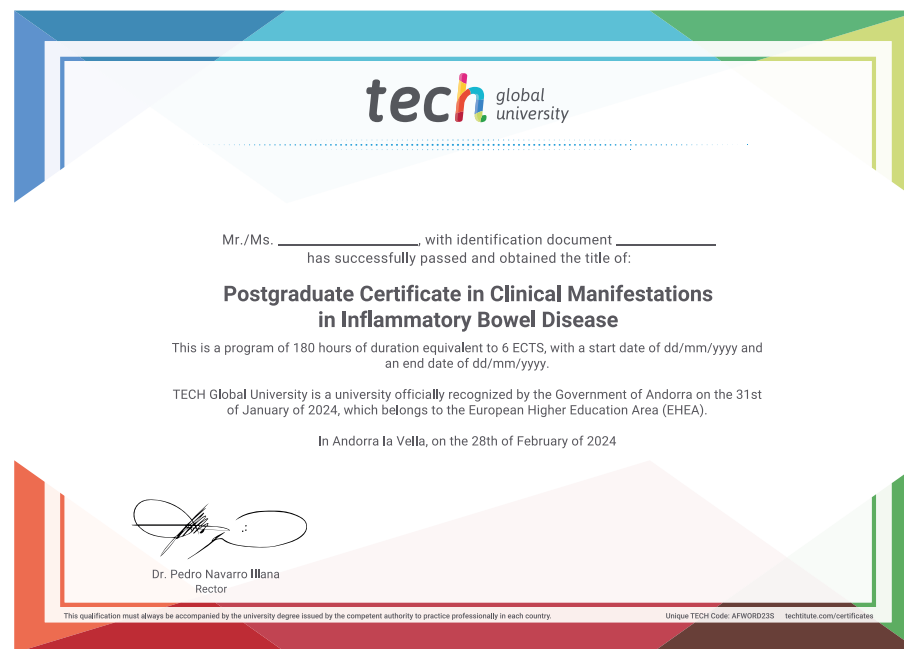 tech global university
Mr./Ms. ____________________, with identification document ______________
has successfully passed and obtained the title of:
Postgraduate Certificate in Clinical Manifestations
in Inflammatory Bowel Disease
This is a program of 180 hours of duration equivalent to 6 ECTS, with a start date of dd/mm/yyyy and
an end date of dd/mm/yyyy.
TECH Global University is a university officially recognized by the Government of Andorra on the 31st
of January of 2024, which belongs to the European Higher Education Area (EHEA).
In Andorra la Vella, on the 28th of February of 2024
Dr. Pedro Navarro Illana
Rector
This qualification must always be accompanied by the university degree issued by the competent authority to practice professionally in each country.
Unique TECH Code: AFWORD23S techtitute.com/certificates